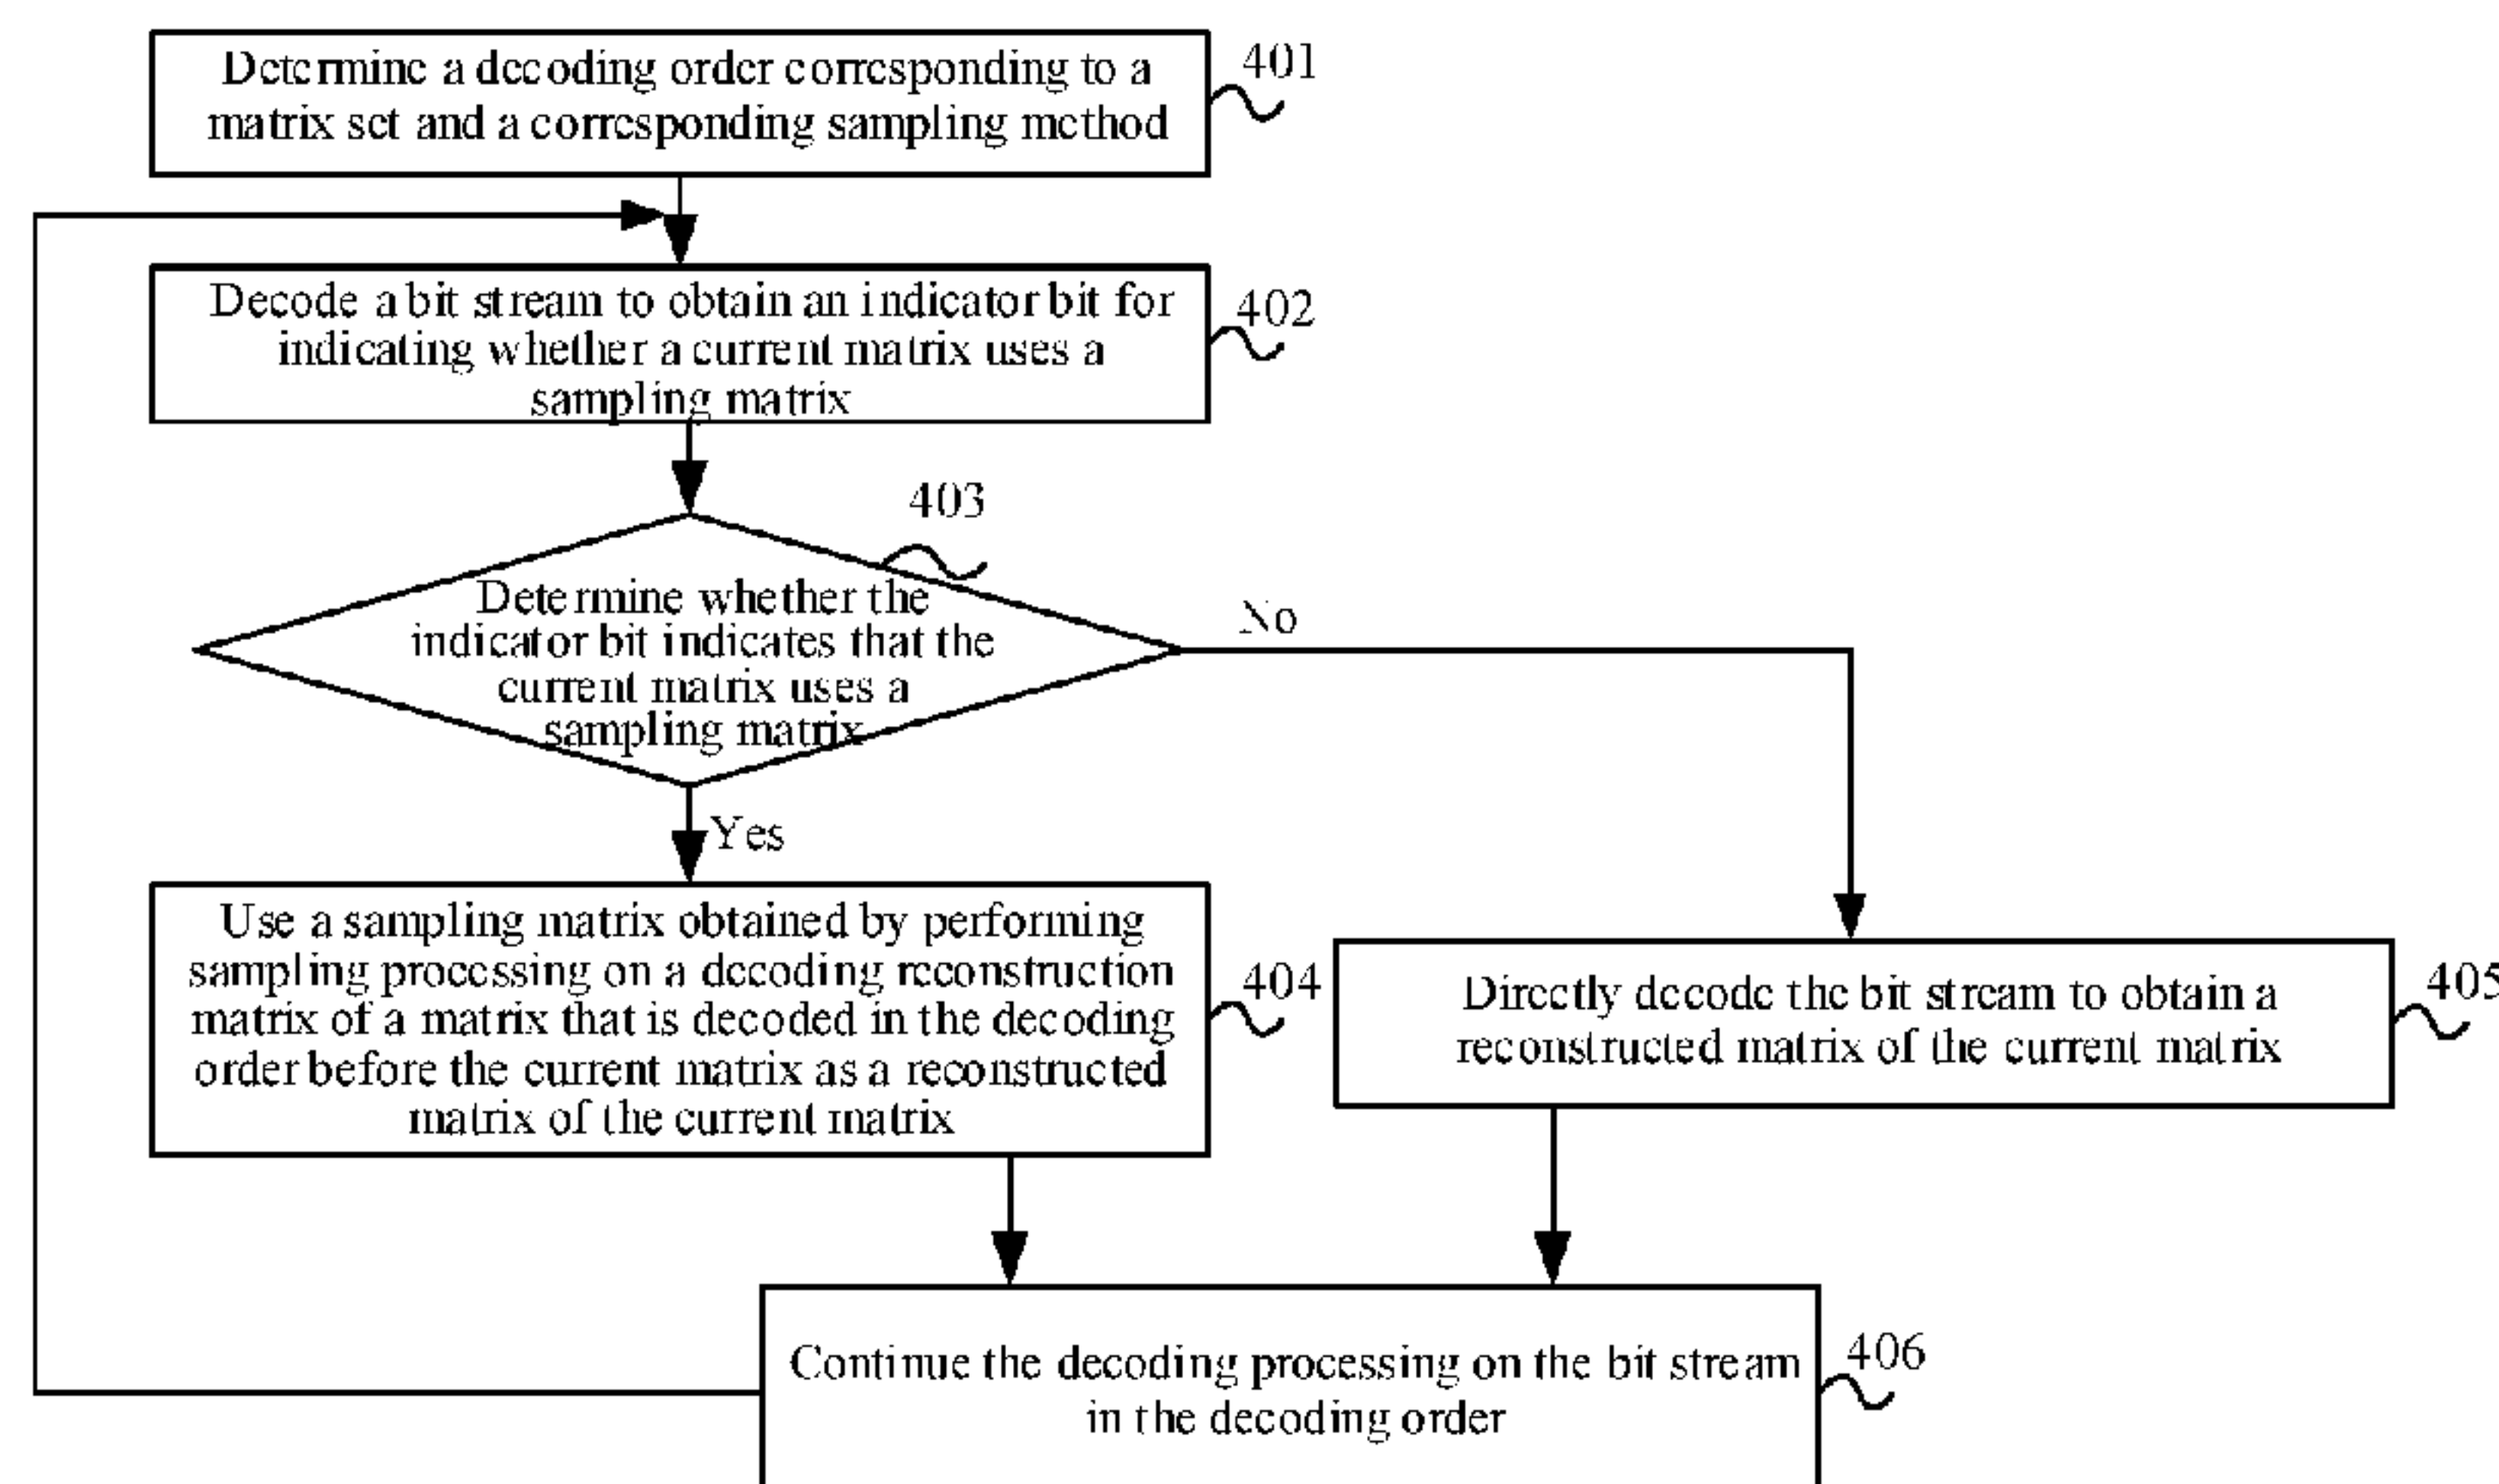 Determine a decoding order corresponding to a
matrix set and a corresponding sampling method
401
Decode a bit stream to obtain an indicator bit for
indicating whether a current matrix uses a
sampling matrix
402
403
Determine whether the
indicator bit indicates that the
current matrix uses a
sampling matrix
No
Yes
Use a sampling matrix obtained by performing
sampling processing on a decoding reconstruction
matrix of a matrix that is decoded in the decoding
order before the current matrix as a reconstructed
matrix of the current matrix
404
Directly decode the bit stream to obtain a
reconstructed matrix of the current matrix
405
Continue the decoding processing on the bit stream
in the decoding order
406